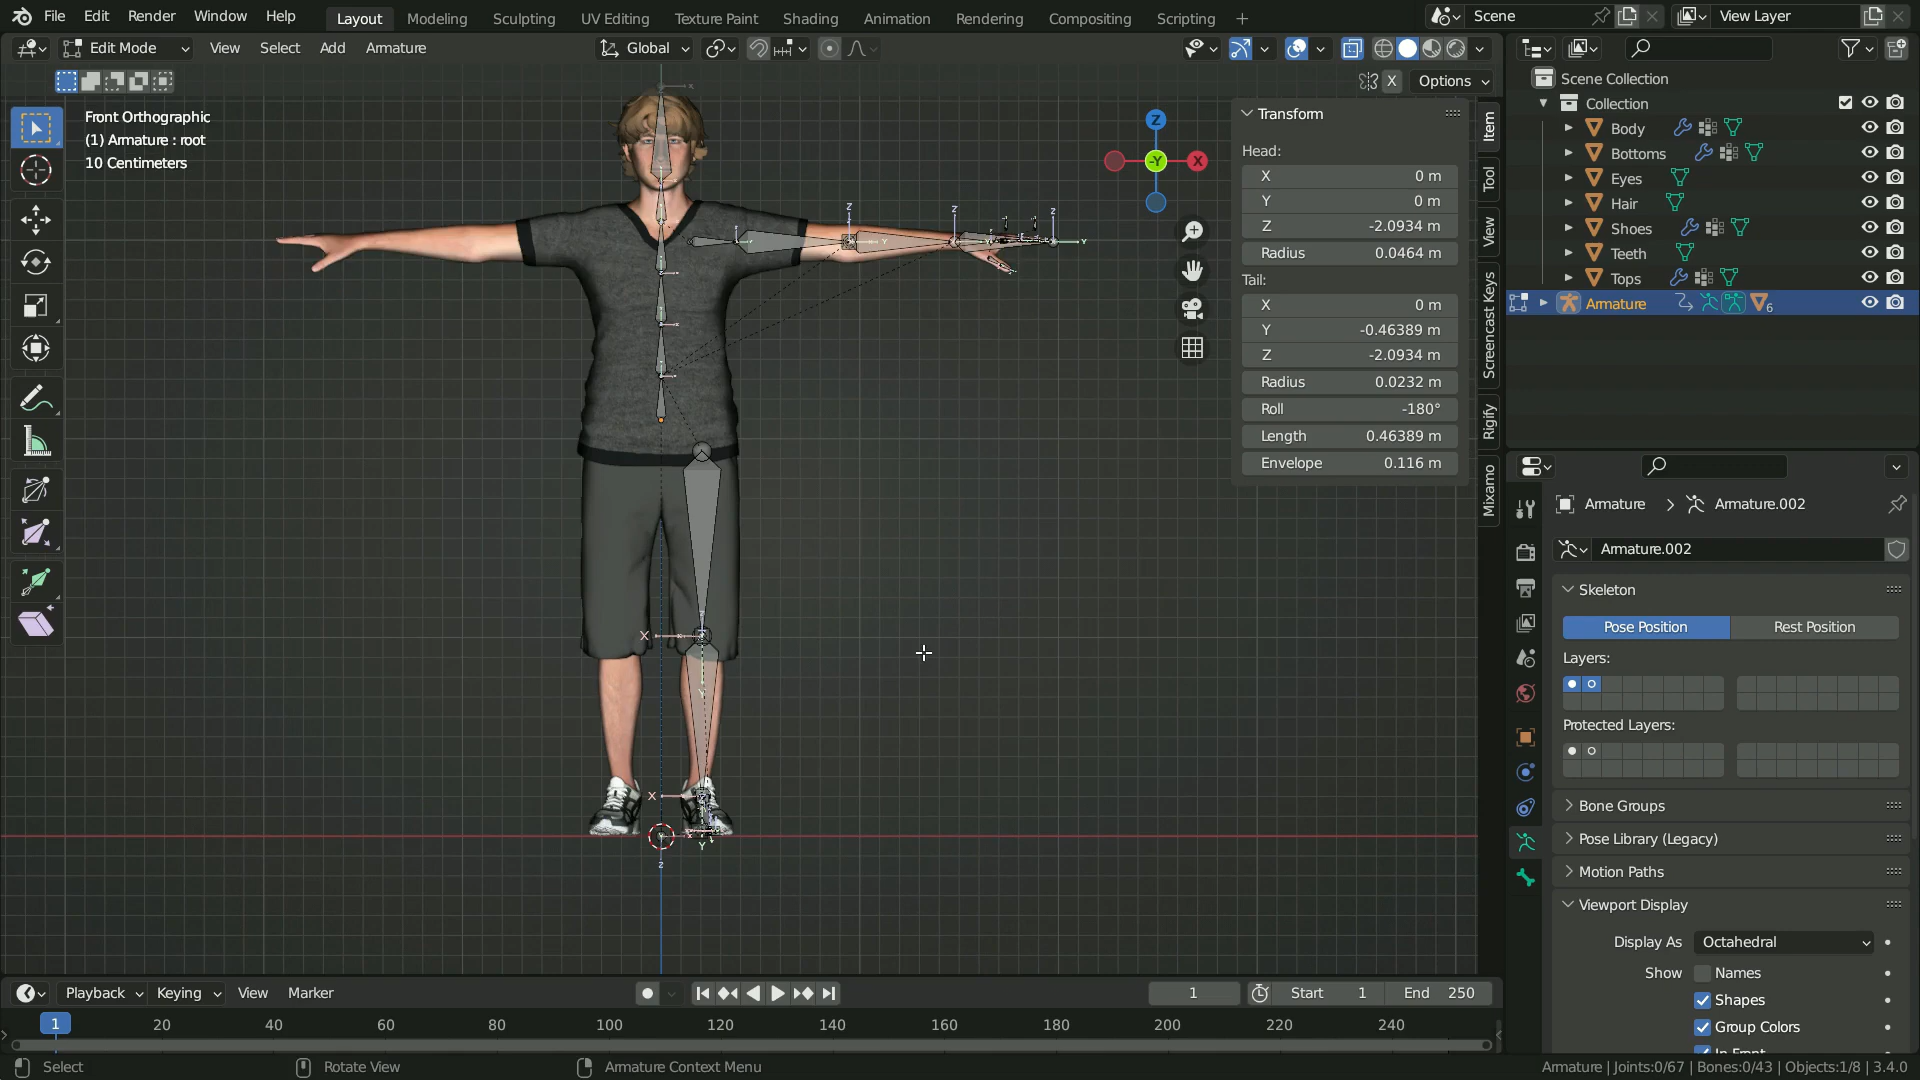 File Edit Render Window Help Layout Modeling Sculpting UV Editing Texture Paint Shading Animation Rendering Compositing Scripting + Scene View Layer
Edit Mode View Select Add Armature Global
X Options
Front Orthographic
(1) Armature : root
10 Centimeters
Z
-Y X
Transform
Head:
X 0 m
Y 0 m
Z -2.0934 m
Radius 0.0464 m
Tail:
X 0 m
Y -0.46389 m
Z -2.0934 m
Radius 0.0232 m
Roll -180°
Length 0.46389 m
Envelope 0.116 m
Item
Tool
View
Screencast Keys
Rigify
Mixamo
Scene Collection
Collection
Body
Bottoms
Eyes
Hair
Shoes
Teeth
Tops
Armature 6
Armature > Armature.002
Armature.002
Skeleton
Pose Position Rest Position
Layers:
Protected Layers:
Bone Groups
Pose Library (Legacy)
Motion Paths
Viewport Display
Display As Octahedral
Show Names
Shapes
Group Colors
In Front
Playback Keying View Marker 1 Start 1 End 250
1 20 40 60 80 100 120 140 160 180 200 220 240
Select Rotate View Armature Context Menu Armature | Joints:0/67 | Bones:0/43 | Objects:1/8 | 3.4.0